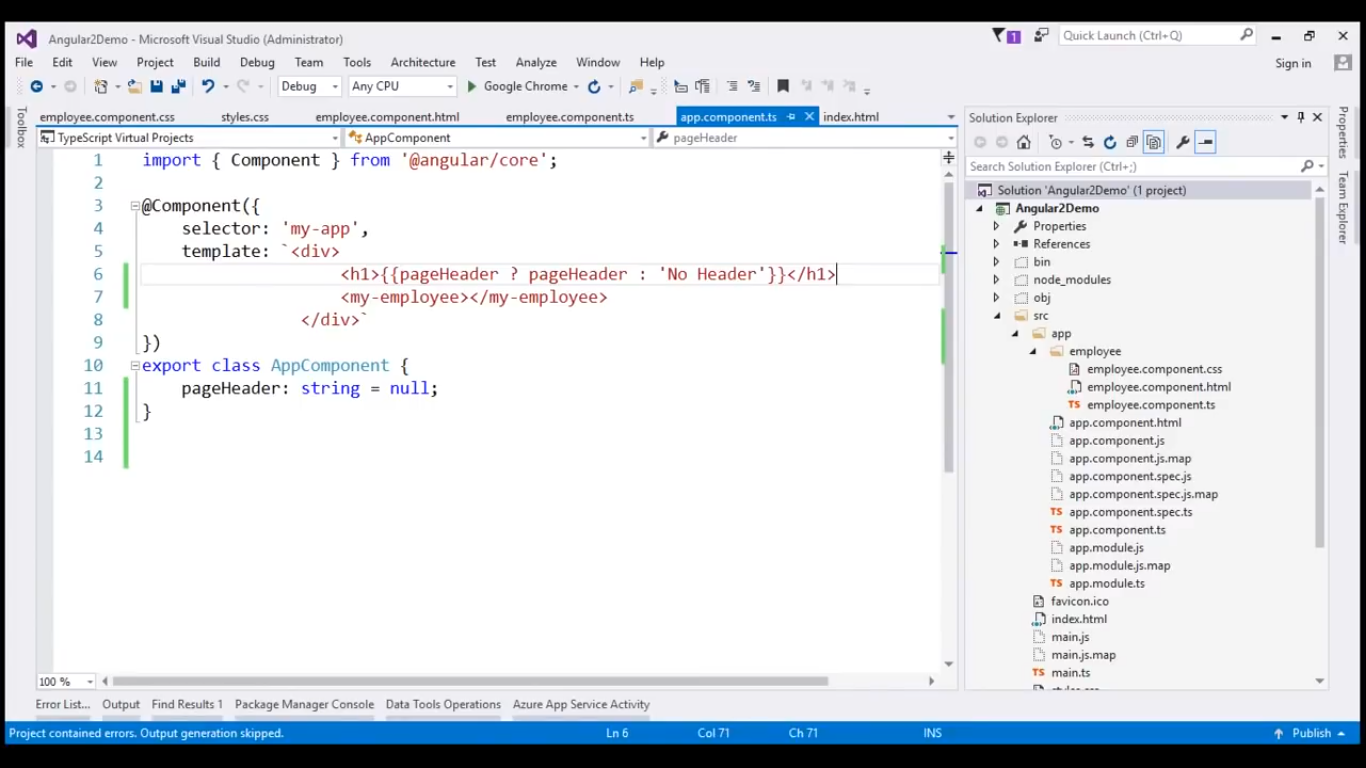 Angular2Demo - Microsoft Visual Studio (Administrator)
1
Quick Launch (Ctrl+Q)
File Edit View Project Build Debug Team Tools Architecture Test Analyze Window Help
Sign in
Debug Any CPU Google Chrome
Toolbox
employee.component.css styles.css employee.component.html employee.component.ts app.component.ts index.html
TypeScript Virtual Projects AppComponent pageHeader
1 import { Component } from '@angular/core';
2
3 @Component({
4 selector: 'my-app',
5 template: `<div>
6 <h1>{{pageHeader ? pageHeader : 'No Header'}}</h1>
7 <my-employee></my-employee>
8 </div>`
9 })
10 export class AppComponent {
11 pageHeader: string = null;
12 }
13
14
100 %
Solution Explorer
Search Solution Explorer (Ctrl+;)
Solution 'Angular2Demo' (1 project)
Angular2Demo
Properties
References
bin
node_modules
obj
src
app
employee
employee.component.css
employee.component.html
TS employee.component.ts
app.component.html
app.component.js
app.component.js.map
app.component.spec.js
app.component.spec.js.map
TS app.component.spec.ts
TS app.component.ts
app.module.js
app.module.js.map
TS app.module.ts
favicon.ico
index.html
main.js
main.js.map
TS main.ts
Properties
Team Explorer
Error List... Output Find Results 1 Package Manager Console Data Tools Operations Azure App Service Activity
Project contained errors. Output generation skipped. Ln 6 Col 71 Ch 71 INS Publish